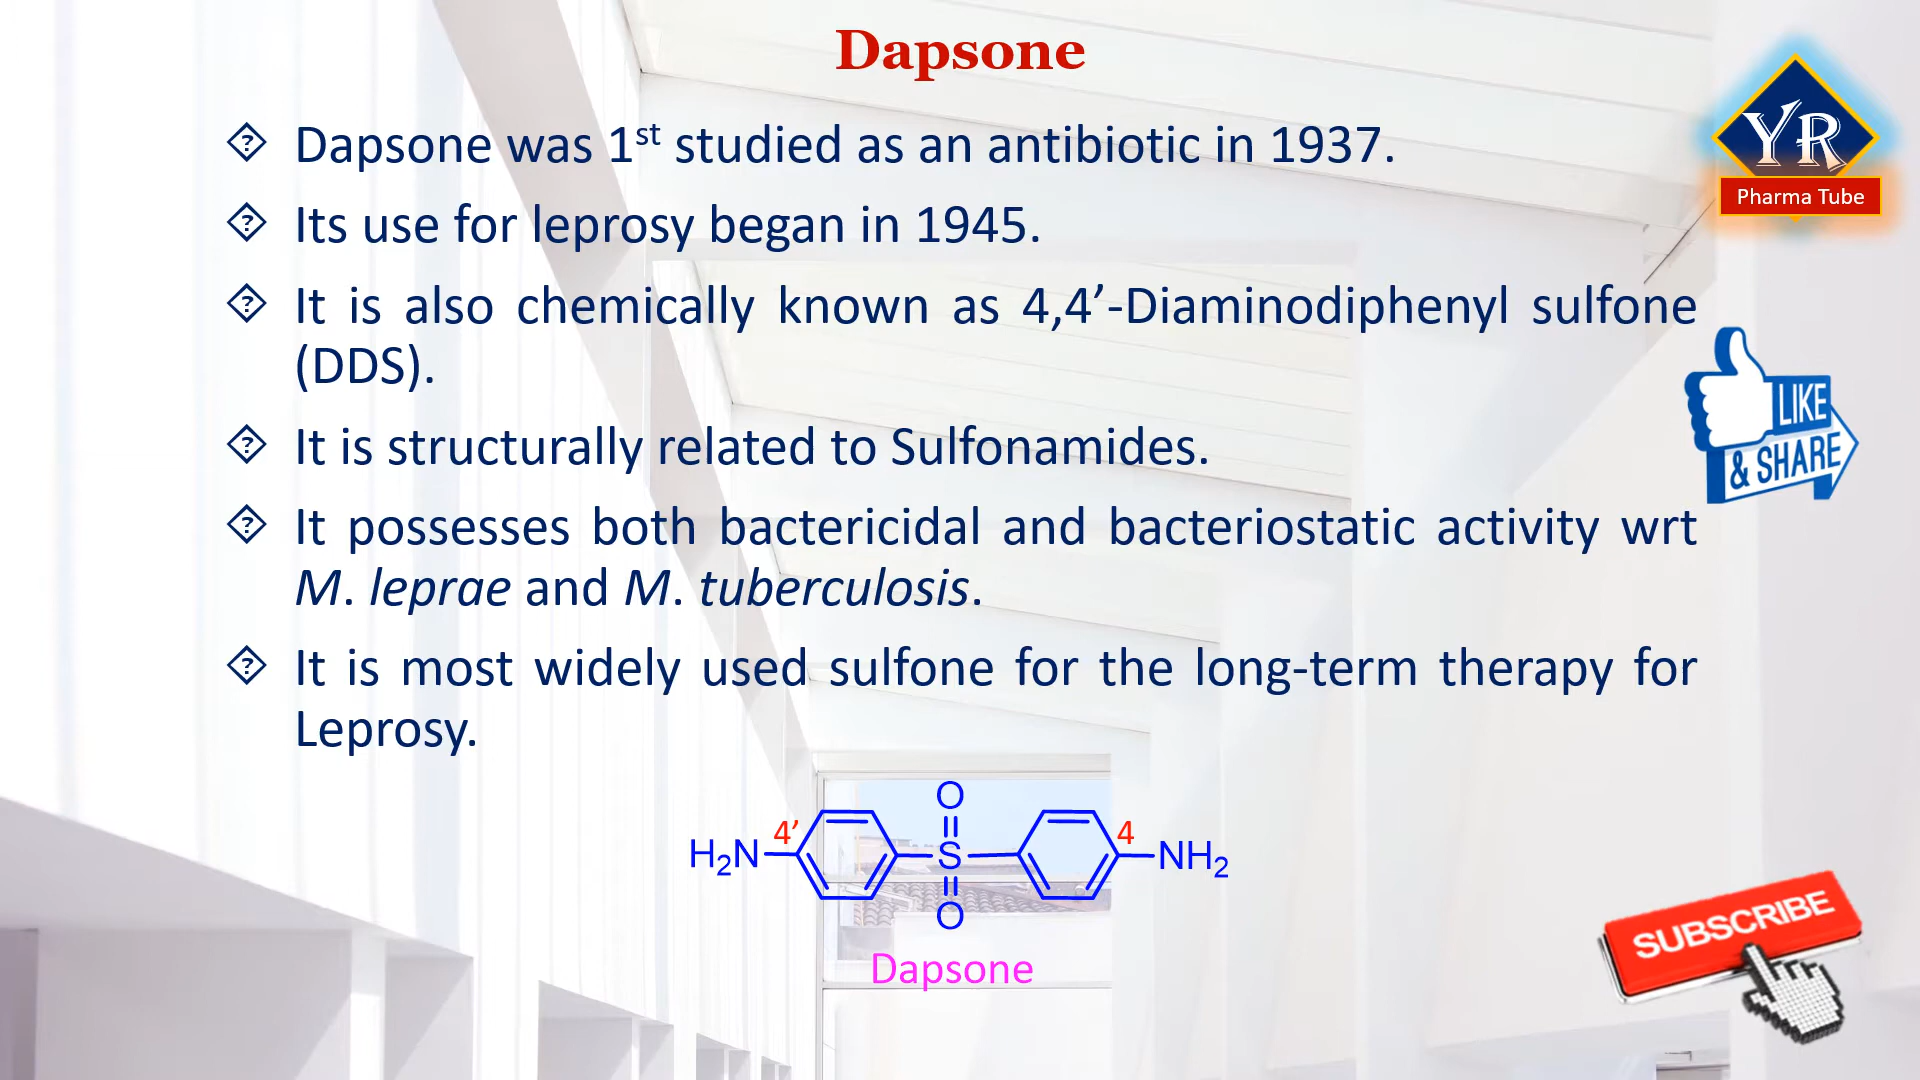 Dapsone
YR
Pharma Tube
Dapsone was 1st studied as an antibiotic in 1937.
Its use for leprosy began in 1945.
It is also chemically known as 4,4’-Diaminodiphenyl sulfone
(DDS).
It is structurally related to Sulfonamides.
It possesses both bactericidal and bacteriostatic activity wrt
M. leprae and M. tuberculosis.
It is most widely used sulfone for the long-term therapy for
Leprosy.
LIKE
& SHARE
O
4’ 4
H2N S NH2
O
Dapsone
SUBSCRIBE